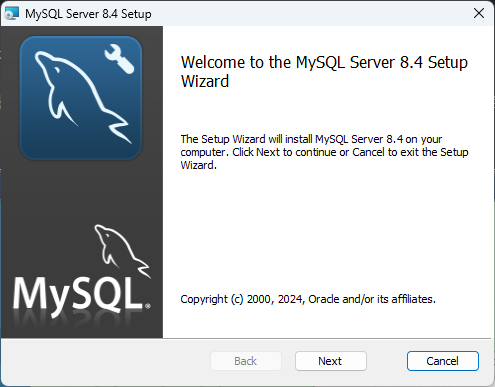 MySQL Server 8.4 Setup
Welcome to the MySQL Server 8.4 Setup
Wizard
The Setup Wizard will install MySQL Server 8.4 on your
computer. Click Next to continue or Cancel to exit the Setup
Wizard.
MySQL®
Copyright (c) 2000, 2024, Oracle and/or its affiliates.
Back
Next
Cancel